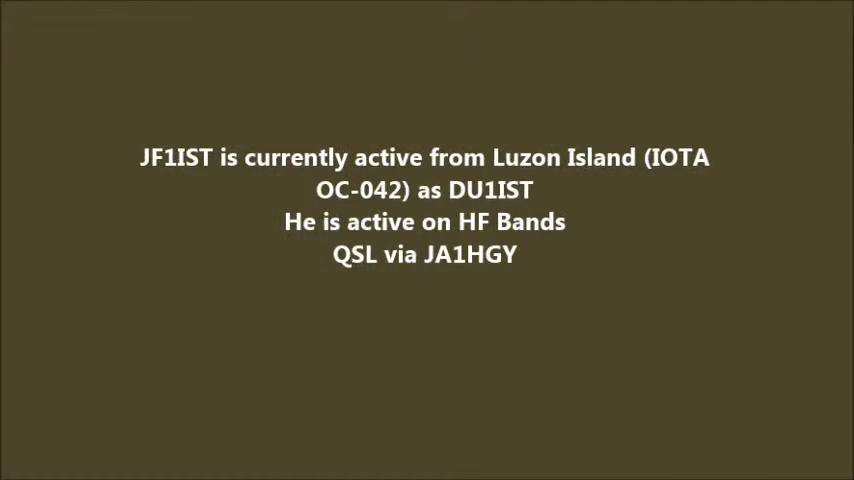 JF1IST is currently active from Luzon Island (IOTA
OC-042) as DU1IST
He is active on HF Bands
QSL via JA1HGY